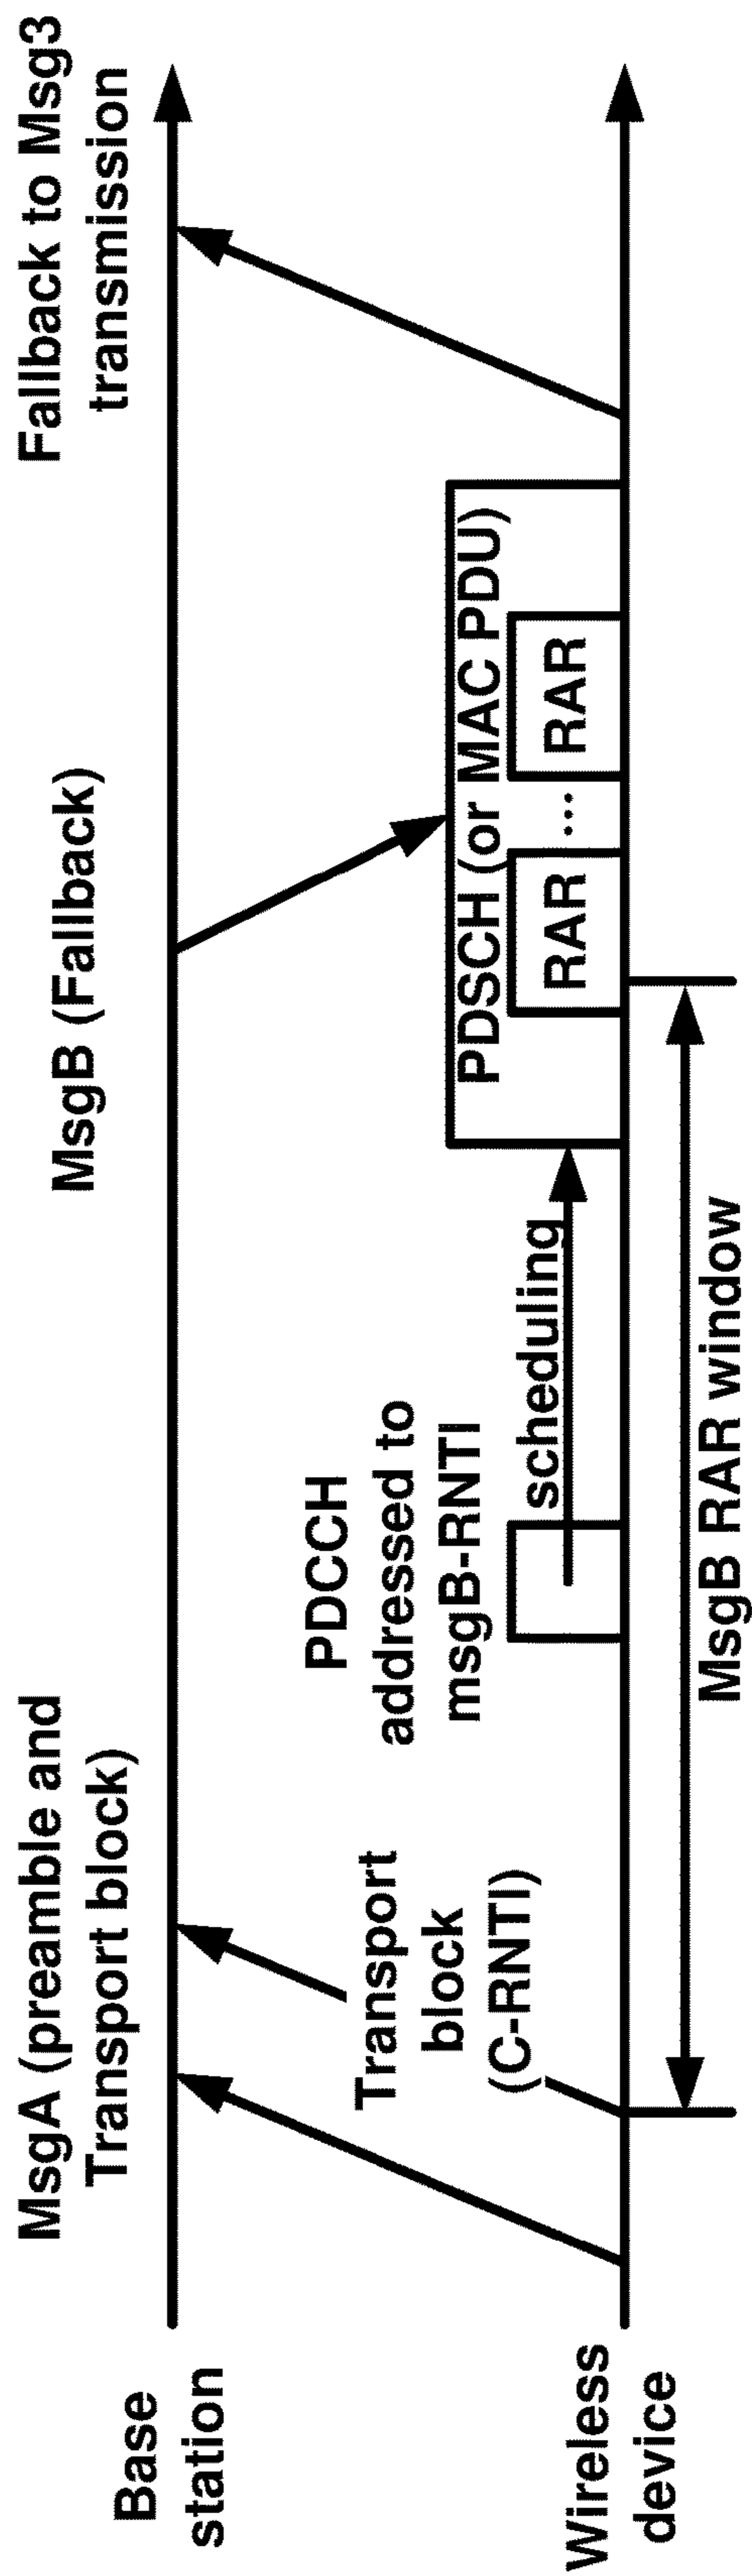 MsgA (preamble and
Transport block)
MsgB (Fallback)
Fallback to Msg3
transmission
Base
station
Transport
block
(C-RNTI)
PDCCH
addressed to
msgB-RNTI
scheduling
PDSCH (or MAC PDU)
RAR
...
RAR
Wireless
device
MsgB RAR window